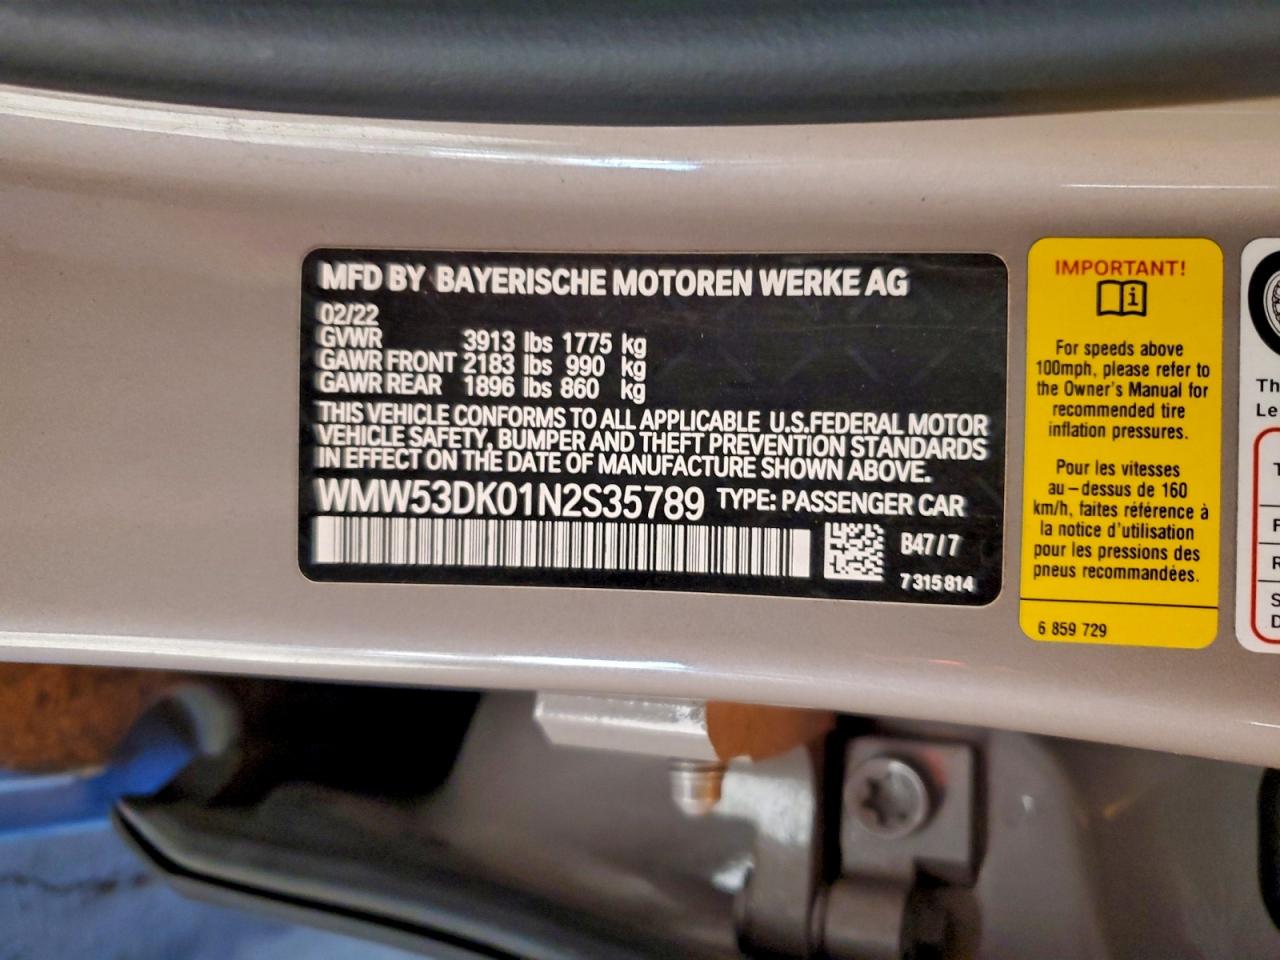 MFD BY BAYERISCHE MOTOREN WERKE AG
02/22
GVWR 3913 lbs 1775 kg
GAWR FRONT 2183 lbs 990 kg
GAWR REAR 1896 lbs 860 kg
THIS VEHICLE CONFORMS TO ALL APPLICABLE U.S.FEDERAL MOTOR
VEHICLE SAFETY, BUMPER AND THEFT PREVENTION STANDARDS
IN EFFECT ON THE DATE OF MANUFACTURE SHOWN ABOVE.
WMW53DK01N2S35789 TYPE: PASSENGER CAR
B47/7
7 315 814
IMPORTANT!
i
For speeds above
100mph, please refer to
the Owner's Manual for
recommended tire
inflation pressures.
Pour les vitesses
au-dessus de 160
km/h, faites référence à
la notice d'utilisation
pour les pressions des
pneus recommandées.
6 859 729
Th
Le
T
F
R
S
D